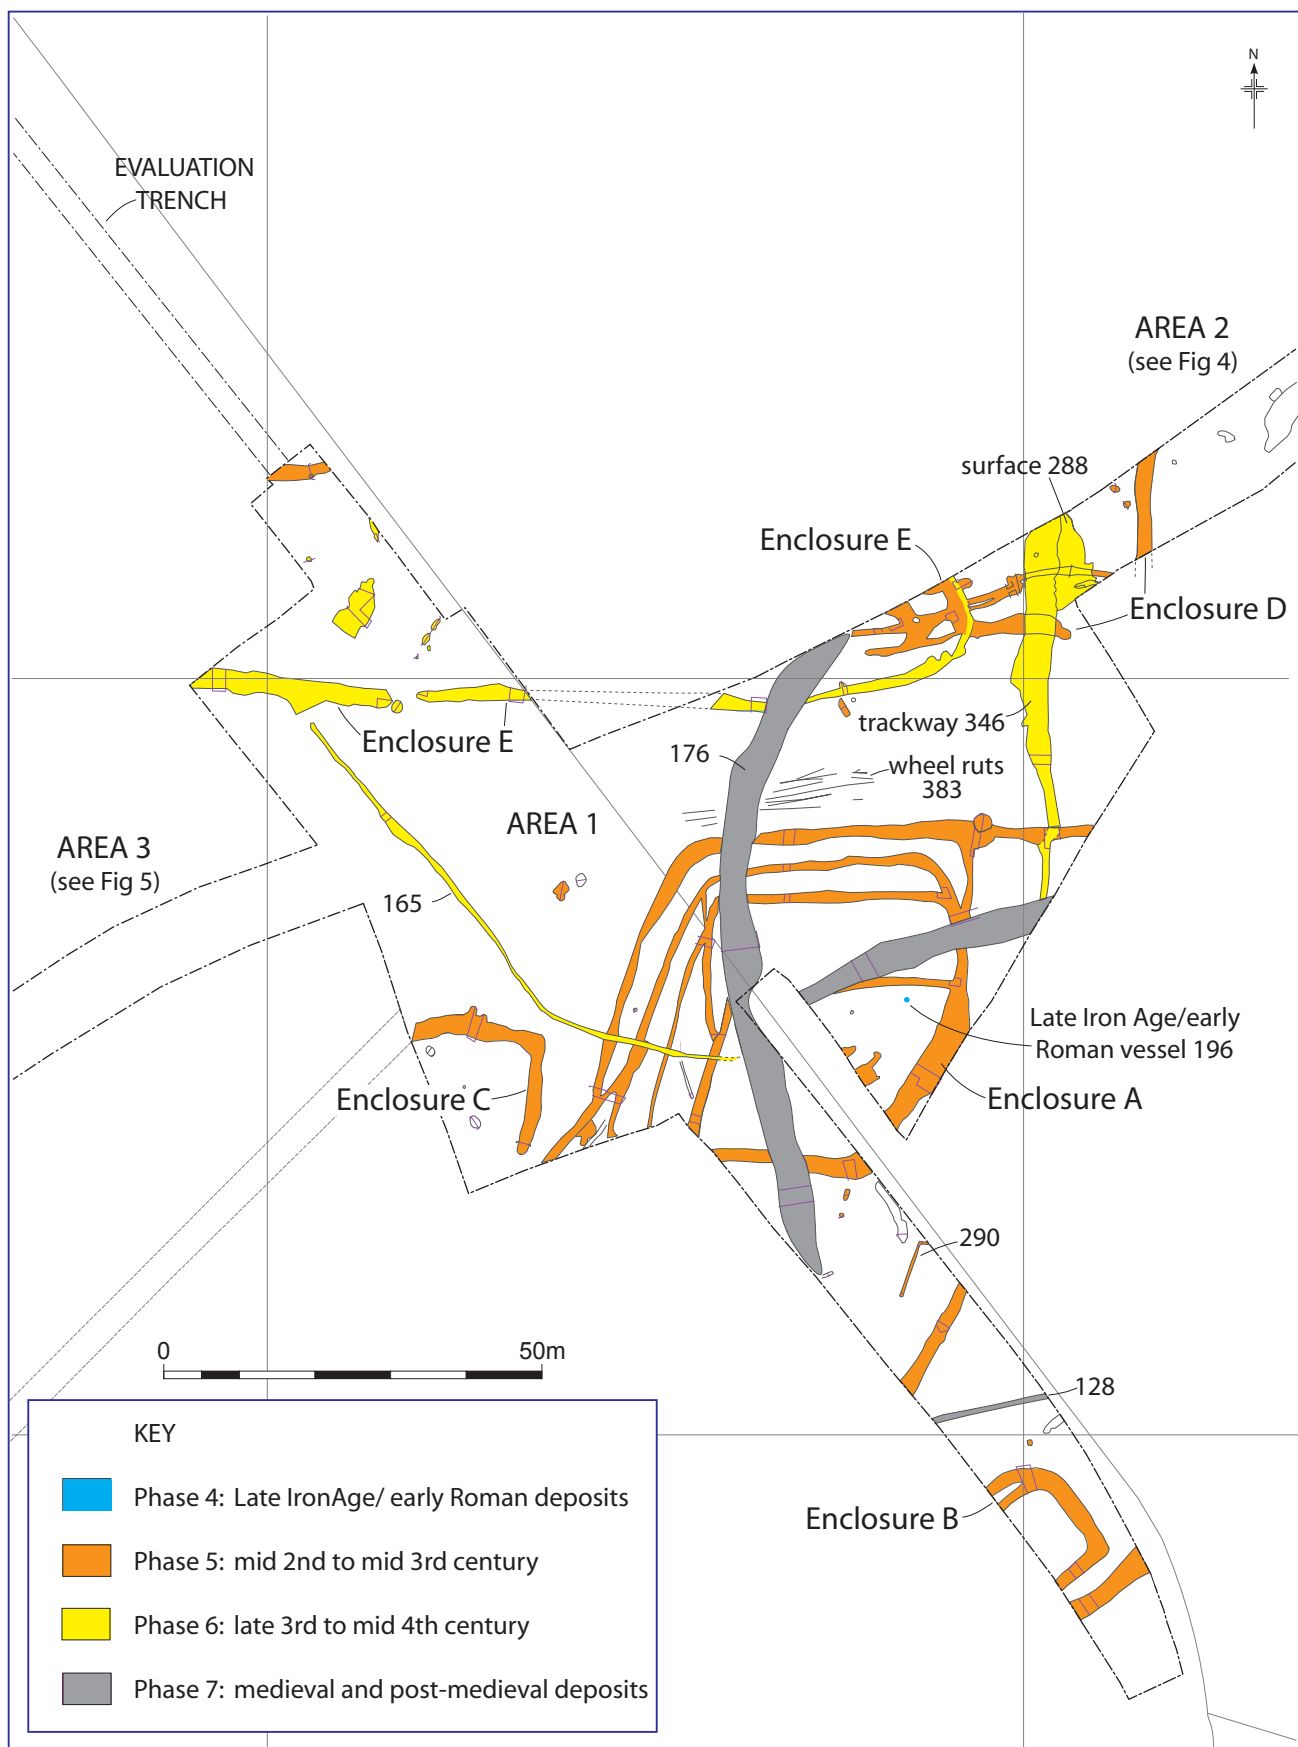 N
EVALUATION
TRENCH
AREA 2
(see Fig 4)
surface 288
Enclosure E
Enclosure D
trackway 346
Enclosure E
176
wheel ruts
383
AREA 1
AREA 3
(see Fig 5)
165
Late Iron Age/early
Roman vessel 196
Enclosure C
Enclosure A
290
0
50m
128
Enclosure B
KEY
Phase 4: Late IronAge/ early Roman deposits
Phase 5: mid 2nd to mid 3rd century
Phase 6: late 3rd to mid 4th century
Phase 7: medieval and post-medieval deposits